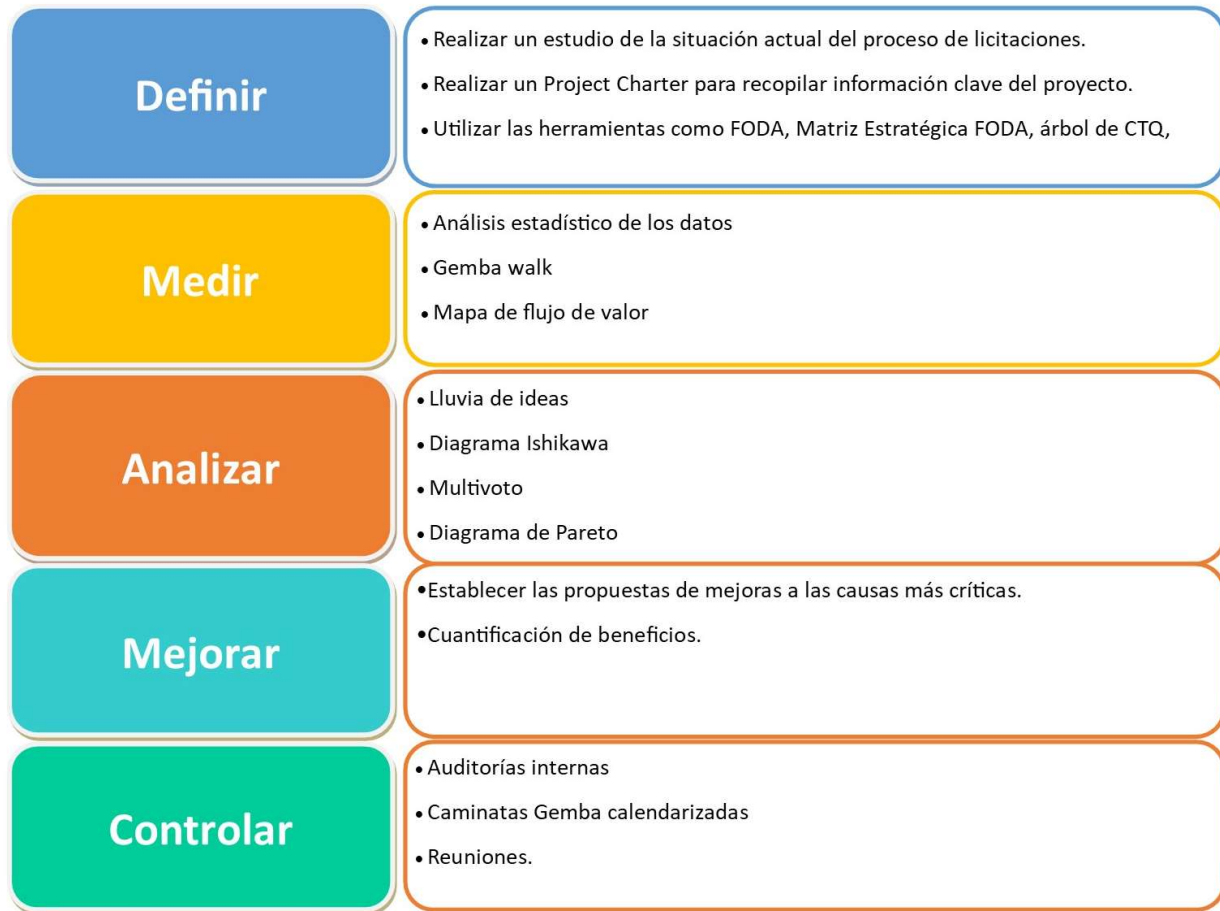 Definir
• Realizar un estudio de la situación actual del proceso de licitaciones.
• Realizar un Project Charter para recopilar información clave del proyecto.
• Utilizar las herramientas como FODA, Matriz Estratégica FODA, árbol de CTQ,
Medir
• Análisis estadístico de los datos
• Gemba walk
• Mapa de flujo de valor
Analizar
• Lluvia de ideas
• Diagrama Ishikawa
• Multivoto
• Diagrama de Pareto
Mejorar
•Establecer las propuestas de mejoras a las causas más críticas.
•Cuantificación de beneficios.
Controlar
• Auditorías internas
• Caminatas Gemba calendarizadas
• Reuniones.